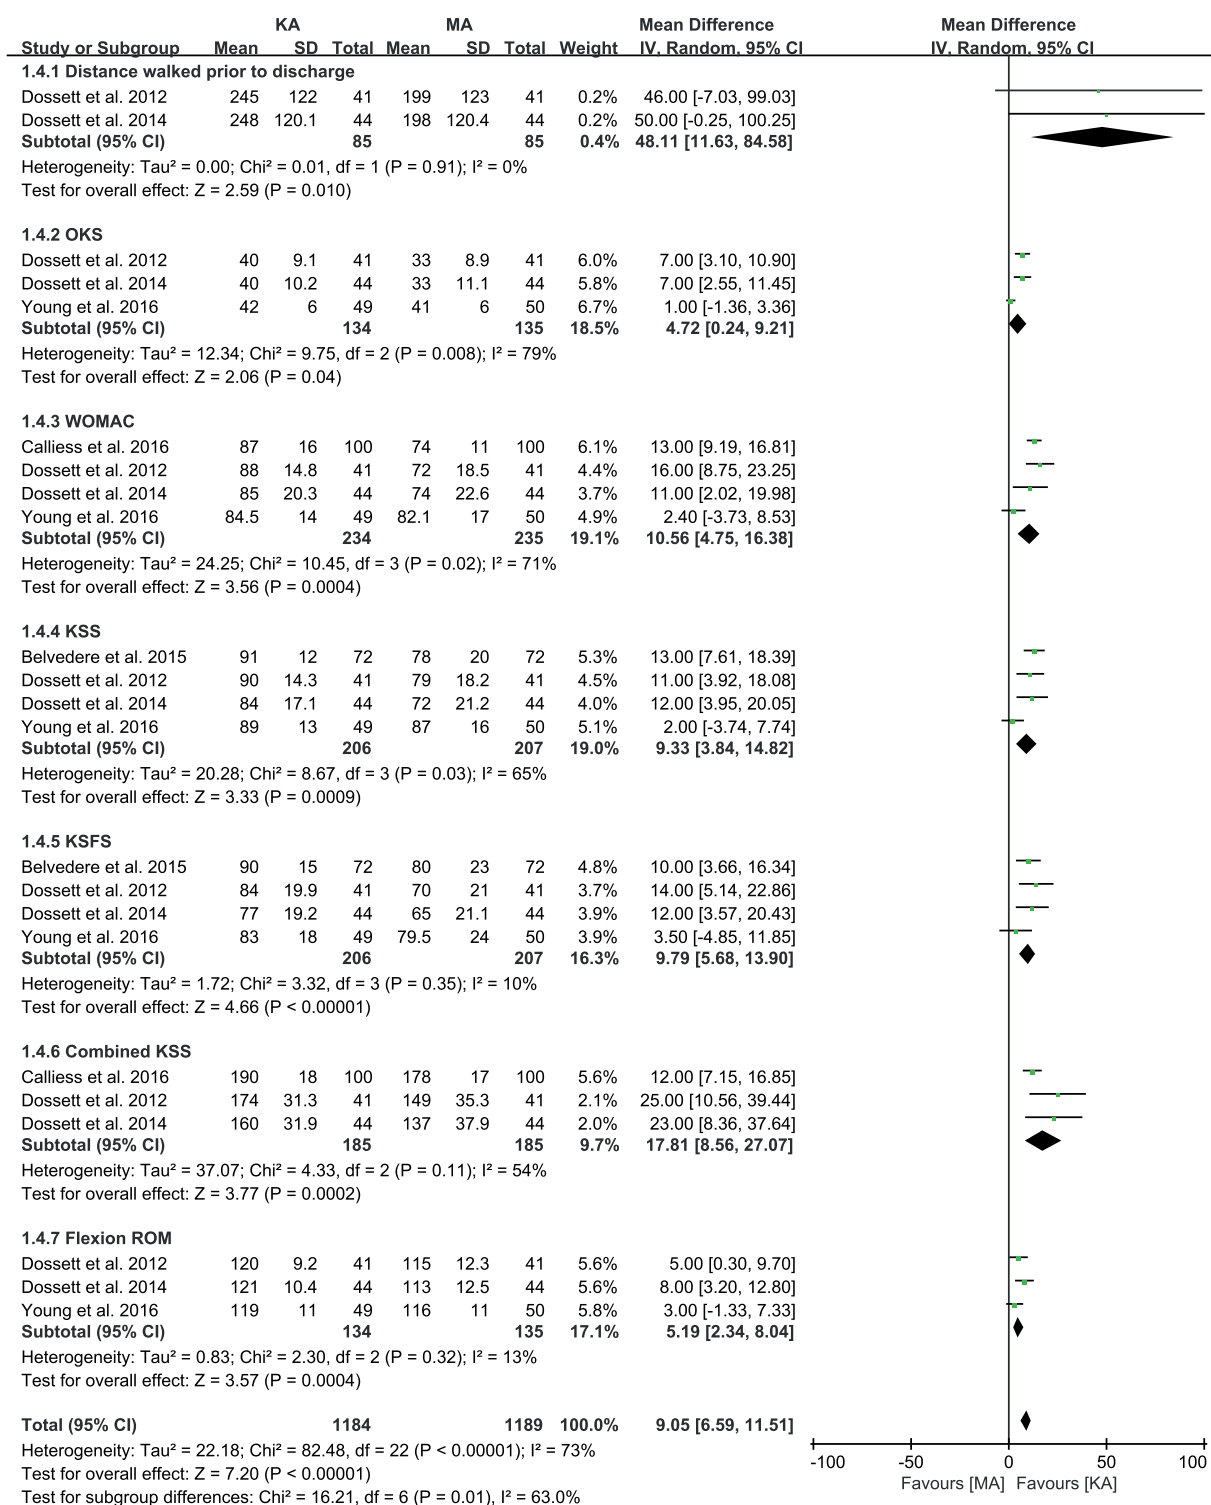 KA MA Mean Difference Mean Difference
Study or Subgroup Mean SD Total Mean SD Total Weight IV, Random, 95% CI IV, Random, 95% CI
1.4.1 Distance walked prior to discharge
Dossett et al. 2012 245 122 41 199 123 41 0.2% 46.00 [-7.03, 99.03]
Dossett et al. 2014 248 120.1 44 198 120.4 44 0.2% 50.00 [-0.25, 100.25]
Subtotal (95% CI) 85 85 0.4% 48.11 [11.63, 84.58]
Heterogeneity: Tau² = 0.00; Chi² = 0.01, df = 1 (P = 0.91); I² = 0%
Test for overall effect: Z = 2.59 (P = 0.010)
1.4.2 OKS
Dossett et al. 2012 40 9.1 41 33 8.9 41 6.0% 7.00 [3.10, 10.90]
Dossett et al. 2014 40 10.2 44 33 11.1 44 5.8% 7.00 [2.55, 11.45]
Young et al. 2016 42 6 49 41 6 50 6.7% 1.00 [-1.36, 3.36]
Subtotal (95% CI) 134 135 18.5% 4.72 [0.24, 9.21]
Heterogeneity: Tau² = 12.34; Chi² = 9.75, df = 2 (P = 0.008); I² = 79%
Test for overall effect: Z = 2.06 (P = 0.04)
1.4.3 WOMAC
Calliess et al. 2016 87 16 100 74 11 100 6.1% 13.00 [9.19, 16.81]
Dossett et al. 2012 88 14.8 41 72 18.5 41 4.4% 16.00 [8.75, 23.25]
Dossett et al. 2014 85 20.3 44 74 22.6 44 3.7% 11.00 [2.02, 19.98]
Young et al. 2016 84.5 14 49 82.1 17 50 4.9% 2.40 [-3.73, 8.53]
Subtotal (95% CI) 234 235 19.1% 10.56 [4.75, 16.38]
Heterogeneity: Tau² = 24.25; Chi² = 10.45, df = 3 (P = 0.02); I² = 71%
Test for overall effect: Z = 3.56 (P = 0.0004)
1.4.4 KSS
Belvedere et al. 2015 91 12 72 78 20 72 5.3% 13.00 [7.61, 18.39]
Dossett et al. 2012 90 14.3 41 79 18.2 41 4.5% 11.00 [3.92, 18.08]
Dossett et al. 2014 84 17.1 44 72 21.2 44 4.0% 12.00 [3.95, 20.05]
Young et al. 2016 89 13 49 87 16 50 5.1% 2.00 [-3.74, 7.74]
Subtotal (95% CI) 206 207 19.0% 9.33 [3.84, 14.82]
Heterogeneity: Tau² = 20.28; Chi² = 8.67, df = 3 (P = 0.03); I² = 65%
Test for overall effect: Z = 3.33 (P = 0.0009)
1.4.5 KSFS
Belvedere et al. 2015 90 15 72 80 23 72 4.8% 10.00 [3.66, 16.34]
Dossett et al. 2012 84 19.9 41 70 21 41 3.7% 14.00 [5.14, 22.86]
Dossett et al. 2014 77 19.2 44 65 21.1 44 3.9% 12.00 [3.57, 20.43]
Young et al. 2016 83 18 49 79.5 24 50 3.9% 3.50 [-4.85, 11.85]
Subtotal (95% CI) 206 207 16.3% 9.79 [5.68, 13.90]
Heterogeneity: Tau² = 1.72; Chi² = 3.32, df = 3 (P = 0.35); I² = 10%
Test for overall effect: Z = 4.66 (P < 0.00001)
1.4.6 Combined KSS
Calliess et al. 2016 190 18 100 178 17 100 5.6% 12.00 [7.15, 16.85]
Dossett et al. 2012 174 31.3 41 149 35.3 41 2.1% 25.00 [10.56, 39.44]
Dossett et al. 2014 160 31.9 44 137 37.9 44 2.0% 23.00 [8.36, 37.64]
Subtotal (95% CI) 185 185 9.7% 17.81 [8.56, 27.07]
Heterogeneity: Tau² = 37.07; Chi² = 4.33, df = 2 (P = 0.11); I² = 54%
Test for overall effect: Z = 3.77 (P = 0.0002)
1.4.7 Flexion ROM
Dossett et al. 2012 120 9.2 41 115 12.3 41 5.6% 5.00 [0.30, 9.70]
Dossett et al. 2014 121 10.4 44 113 12.5 44 5.6% 8.00 [3.20, 12.80]
Young et al. 2016 119 11 49 116 11 50 5.8% 3.00 [-1.33, 7.33]
Subtotal (95% CI) 134 135 17.1% 5.19 [2.34, 8.04]
Heterogeneity: Tau² = 0.83; Chi² = 2.30, df = 2 (P = 0.32); I² = 13%
Test for overall effect: Z = 3.57 (P = 0.0004)
Total (95% CI) 1184 1189 100.0% 9.05 [6.59, 11.51]
Heterogeneity: Tau² = 22.18; Chi² = 82.48, df = 22 (P < 0.00001); I² = 73%
Test for overall effect: Z = 7.20 (P < 0.00001)
Test for subgroup differences: Chi² = 16.21, df = 6 (P = 0.01), I² = 63.0%
-100 -50 0 50 100
Favours [MA] Favours [KA]